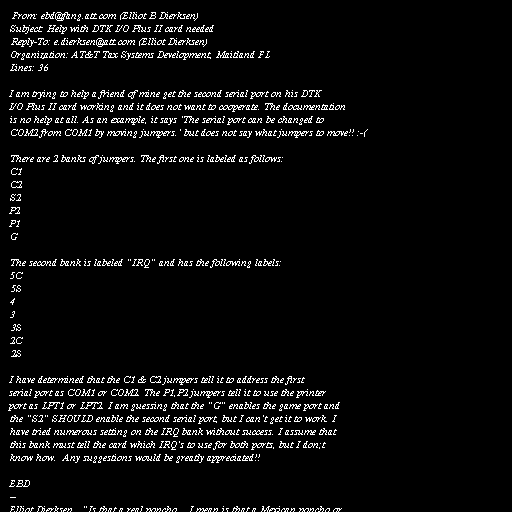 From: ebd@fang.att.com (Elliot B Dierksen)
Subject: Help with DTK I/O Plus II card needed
Reply-To: e.dierksen@att.com (Elliot Dierksen)
Organization: AT&T Tax Systems Development, Maitland FL
Lines: 36

I am trying to help a friend of mine get the second serial port on his DTK
I/O Plus II card working and it does not want to cooperate. The documentation
is no help at all. As an example, it says 'The serial port can be changed to
COM2 from COM1 by moving jumpers.' but does not say what jumpers to move!! :-(

There are 2 banks of jumpers. The first one is labeled as follows:
C1
C2
S2
P2
P1
G

The second bank is labeled "IRQ" and has the following labels:
5C
5S
4
3
3S
2C
2S

I have determined that the C1 & C2 jumpers tell it to address the first
serial port as COM1 or COM2. The P1,P2 jumpers tell it to use the printer
port as LPT1 or LPT2. I am guessing that the "G" enables the game port and
the "S2" SHOULD enable the second serial port, but I can't get it to work. I
have tried numerous setting on the IRQ bank without success. I assume that
this bank must tell the card which IRQ's to use for both ports, but I don;t
know how. Any suggestions would be greatly appreciated!!

EBD
--
Elliot Dierksen "Is that a real poncho... I mean is that a Mexican poncho or